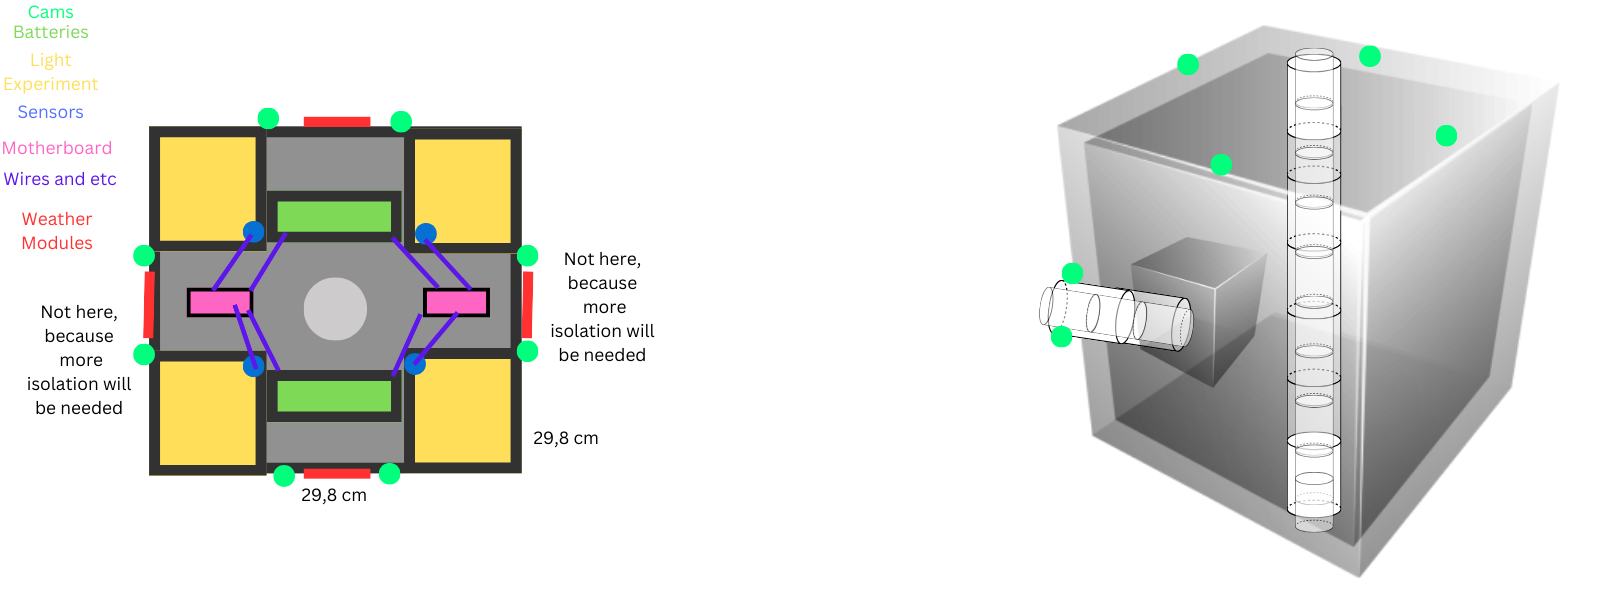 Cams
Batteries
Light
Experiment
Sensors
Motherboard
Wires and etc
Weather
Modules
Not here,
because
more
isolation will
be needed
Not here,
because
more
isolation will
be needed
29,8 cm
29,8 cm